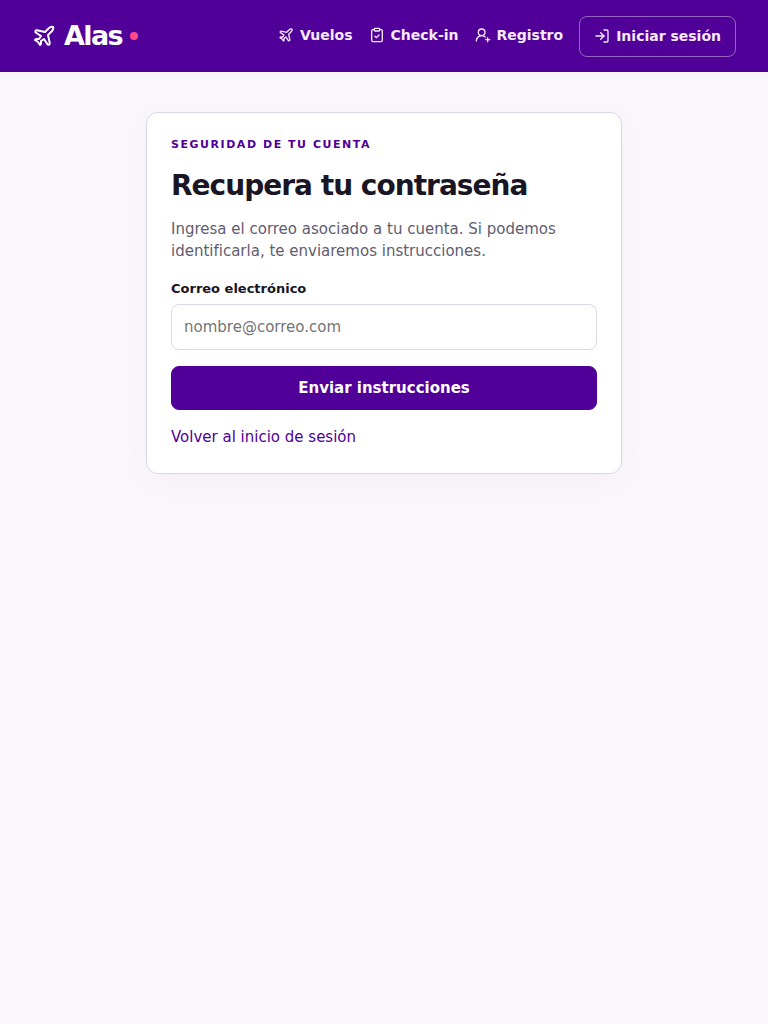 Alas
Vuelos
Check-in
Registro
Iniciar sesión
SEGURIDAD DE TU CUENTA
Recupera tu contraseña
Ingresa el correo asociado a tu cuenta. Si podemos
identificarla, te enviaremos instrucciones.
Correo electrónico
nombre@correo.com
Enviar instrucciones
Volver al inicio de sesión